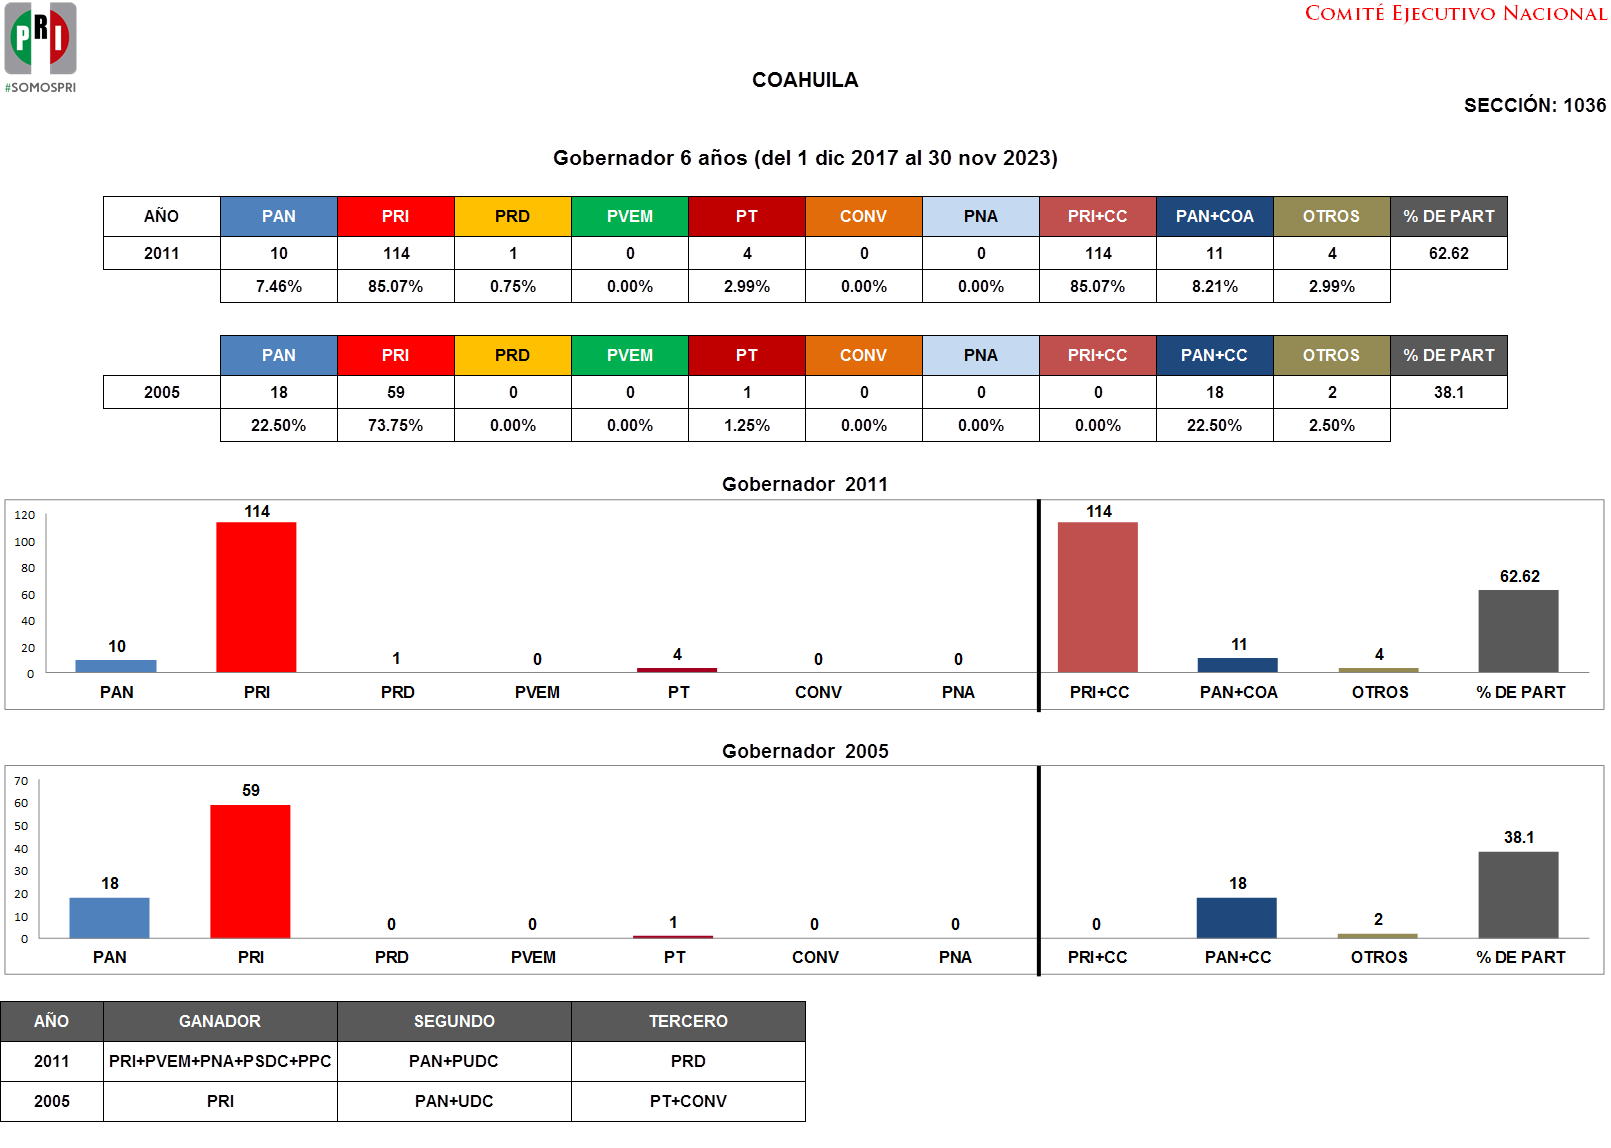 PRI
#SOMOSPRI
COMITÉ EJECUTIVO NACIONAL
COAHUILA
SECCIÓN: 1036
Gobernador 6 años (del 1 dic 2017 al 30 nov 2023)
AÑO PAN PRI PRD PVEM PT CONV PNA PRI+CC PAN+COA OTROS % DE PART
2011 10 114 1 0 4 0 0 114 11 4 62.62
7.46% 85.07% 0.75% 0.00% 2.99% 0.00% 0.00% 85.07% 8.21% 2.99%
PAN PRI PRD PVEM PT CONV PNA PRI+CC PAN+CC OTROS % DE PART
2005 18 59 0 0 1 0 0 0 18 2 38.1
22.50% 73.75% 0.00% 0.00% 1.25% 0.00% 0.00% 0.00% 22.50% 2.50%
Gobernador 2011
120
100
80
60
40
20
0
10 114 1 0 4 0 0 114 11 4 62.62
PAN PRI PRD PVEM PT CONV PNA PRI+CC PAN+COA OTROS % DE PART
Gobernador 2005
70
60
50
40
30
20
10
0
18 59 0 0 1 0 0 0 18 2 38.1
PAN PRI PRD PVEM PT CONV PNA PRI+CC PAN+CC OTROS % DE PART
AÑO GANADOR SEGUNDO TERCERO
2011 PRI+PVEM+PNA+PSDC+PPC PAN+PUDC PRD
2005 PRI PAN+UDC PT+CONV